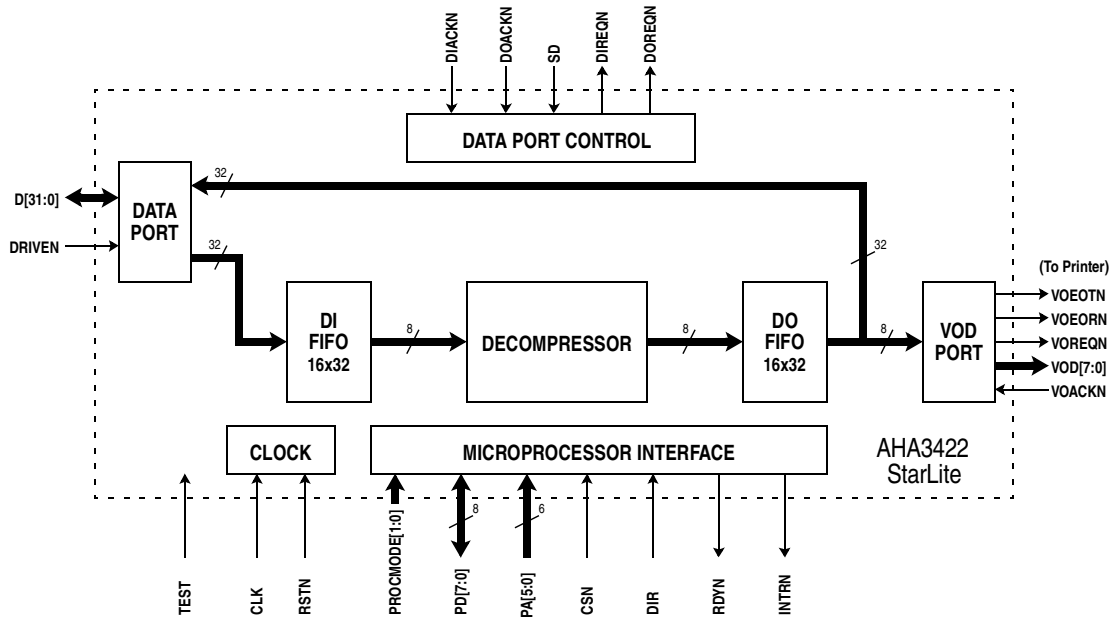 DIACKN
DOACKN
SD
DIREQN
DOREQN
DATA PORT CONTROL
32
D[31:0]
DATA
PORT
DRIVEN
32
32
(To Printer)
DI
FIFO
16x32
8
DECOMPRESSOR
8
DO
FIFO
16x32
8
VOD
PORT
VOEOTN
VOEORN
VOREQN
VOD[7:0]
VOACKN
CLOCK
MICROPROCESSOR INTERFACE
AHA3422
StarLite
8
6
TEST
CLK
RSTN
PROCMODE[1:0]
PD[7:0]
PA[5:0]
CSN
DIR
RDYN
INTRN